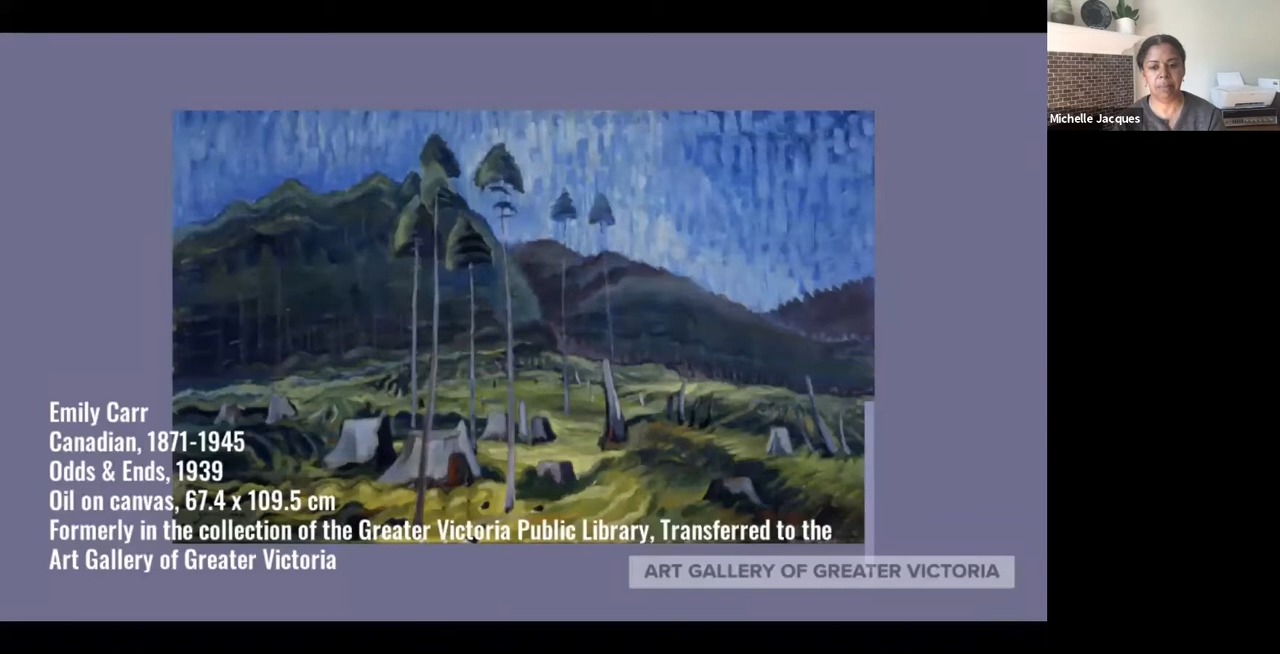 Michelle Jacques
Emily Carr
Canadian, 1871-1945
Odds & Ends, 1939
Oil on canvas, 67.4 x 109.5 cm
Formerly in the collection of the Greater Victoria Public Library, Transferred to the
Art Gallery of Greater Victoria
ART GALLERY OF GREATER VICTORIA